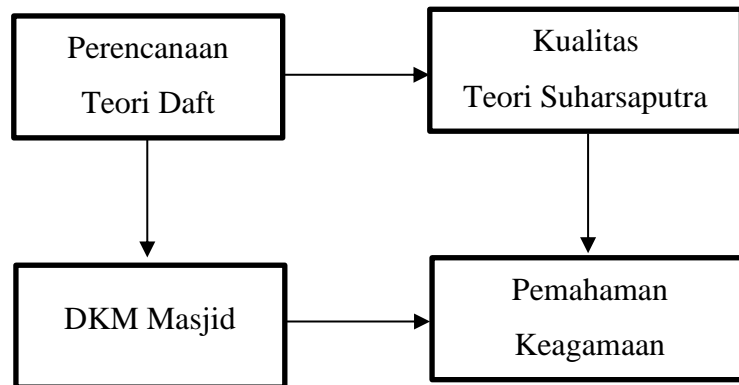 Perencanaan
Teori Daft
Kualitas
Teori Suharsaputra
DKM Masjid
Pemahaman
Keagamaan